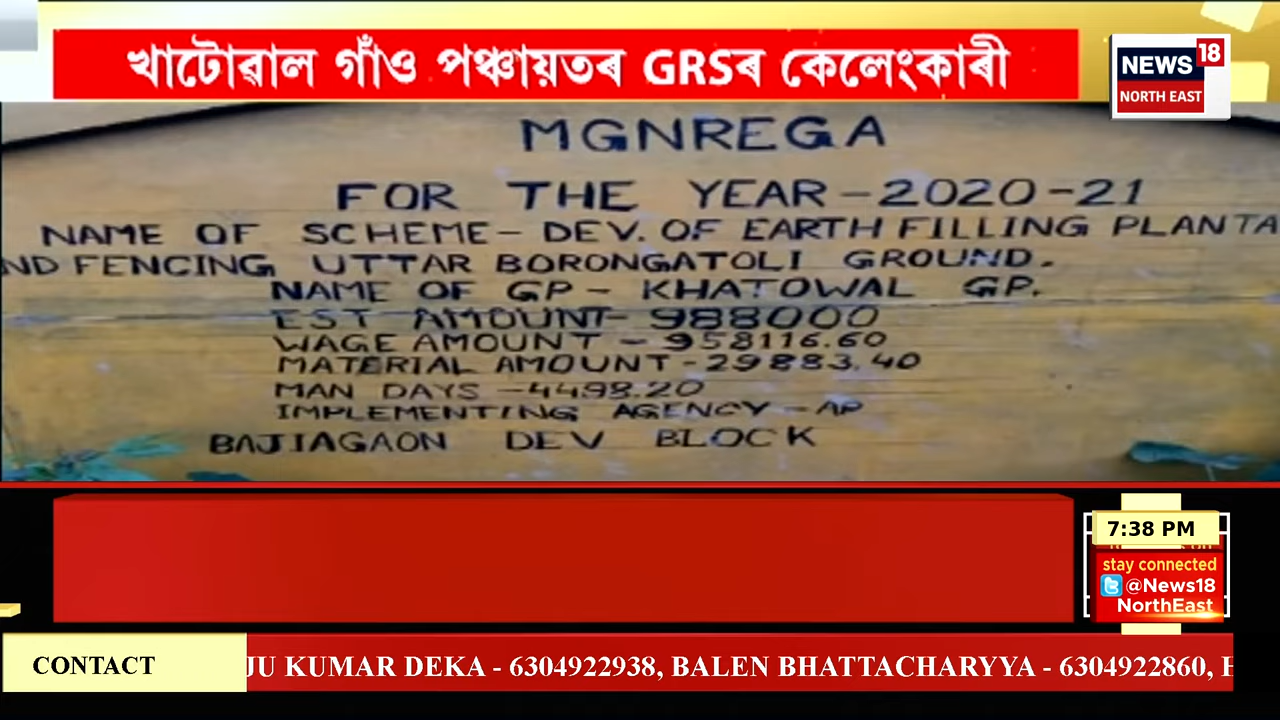 খাটোৱাল গাঁও পঞ্চায়তৰ GRSৰ কেলেংকাৰী
NEWS 18
NORTH EAST
MGNREGA
FOR THE YEAR-2020-21
NAME OF SCHEME- DEV. OF EARTH FILLING PLANTA
ND FENCING UTTAR BORONGATOLI GROUND.
NAME OF GP- KHATOWAL GP.
EST AMOUNT- 988000
WAGE AMOUNT - 958116.60
MATERIAL AMOUNT-29883.40
MAN DAYS -4498.20
IMPLEMENTING AGENCY - AP
BAJIAGAON DEV BLOCK
7:38 PM
stay connected
@News18
NorthEast
CONTACT JU KUMAR DEKA - 6304922938, BALEN BHATTACHARYYA - 6304922860,